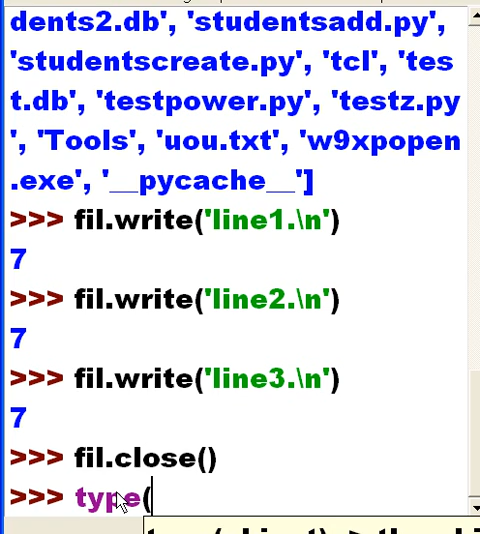 dents2.db', 'studentsadd.py',
'studentscreate.py', 'tcl', 'tes
t.db', 'testpower.py', 'testz.py
', 'Tools', 'uou.txt', 'w9xpopen
.exe', '__pycache__']
>>> fil.write('line1.\n')
7
>>> fil.write('line2.\n')
7
>>> fil.write('line3.\n')
7
>>> fil.close()
>>> type(